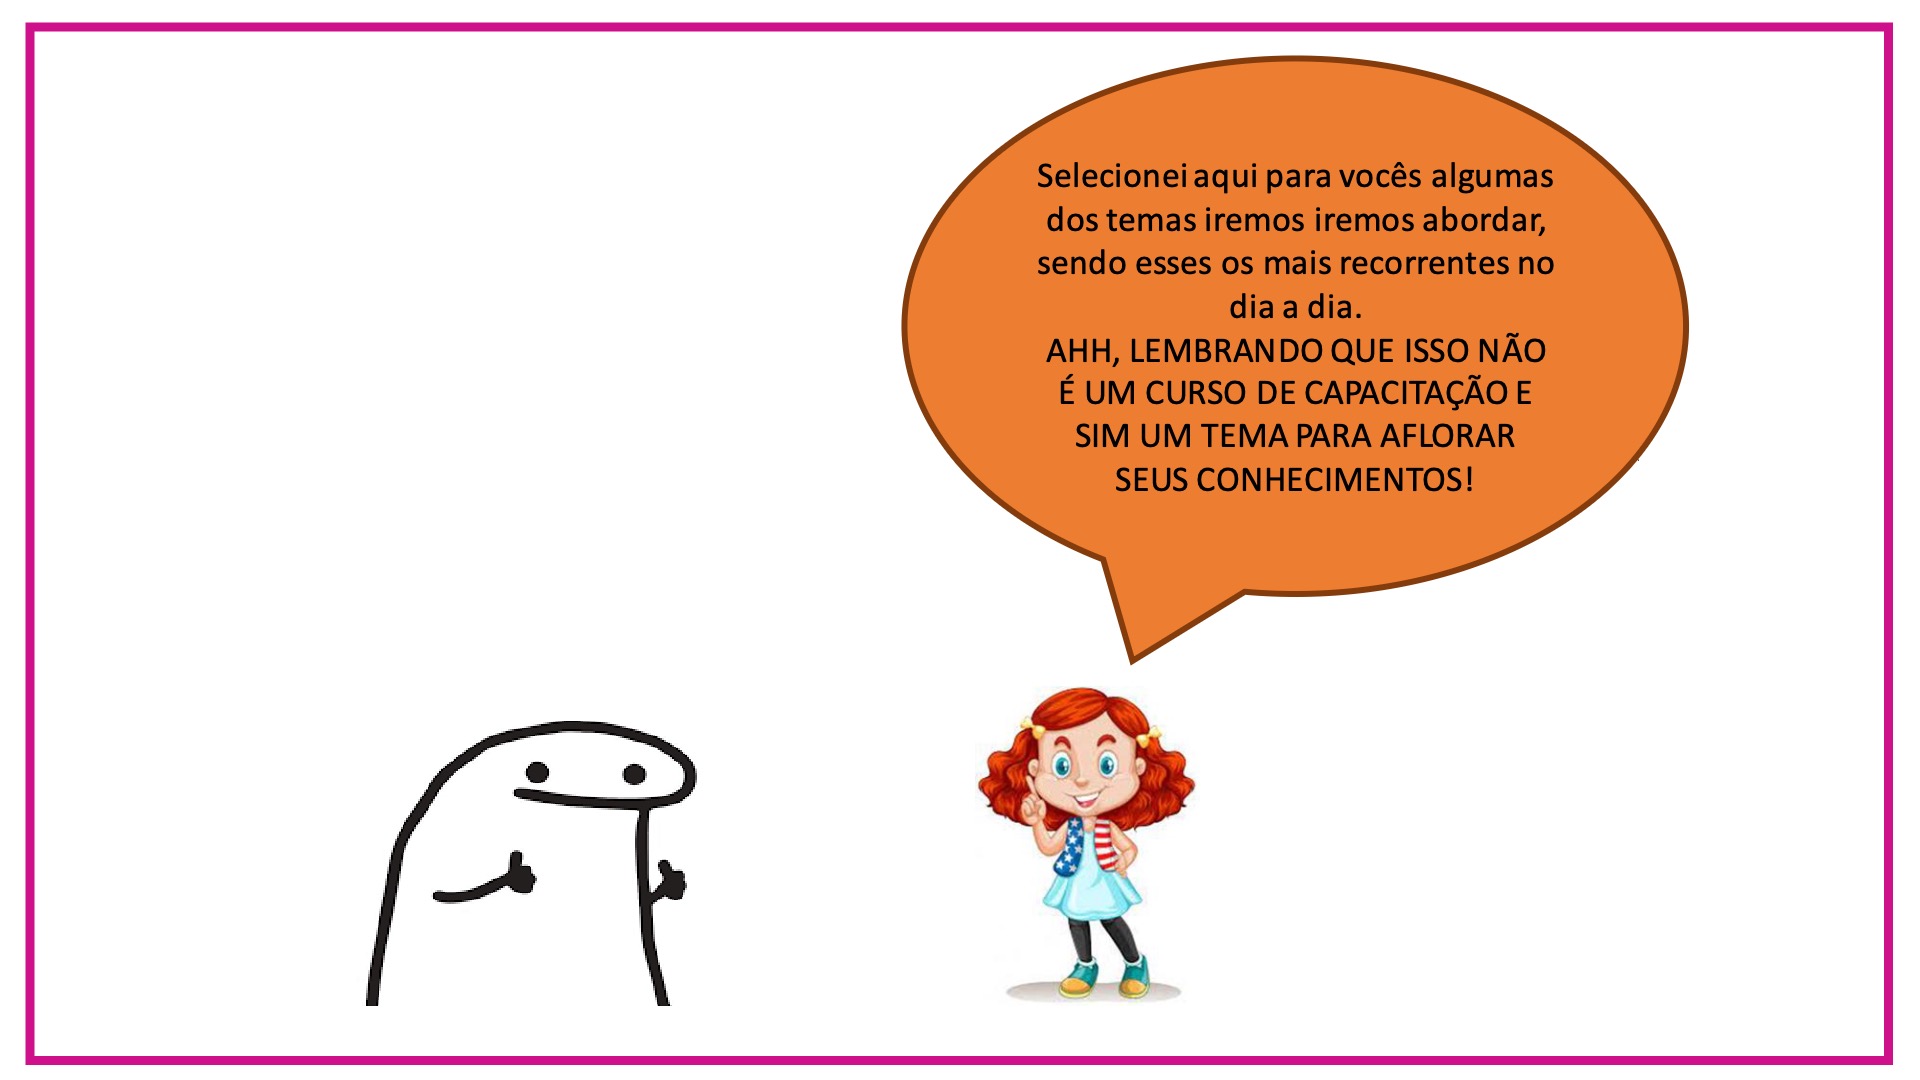 Selecionei aqui para vocês algumas
dos temas iremos iremos abordar,
sendo esses os mais recorrentes no
dia a dia.
AHH, LEMBRANDO QUE ISSO NÃO
É UM CURSO DE CAPACITAÇÃO E
SIM UM TEMA PARA AFLORAR
SEUS CONHECIMENTOS!